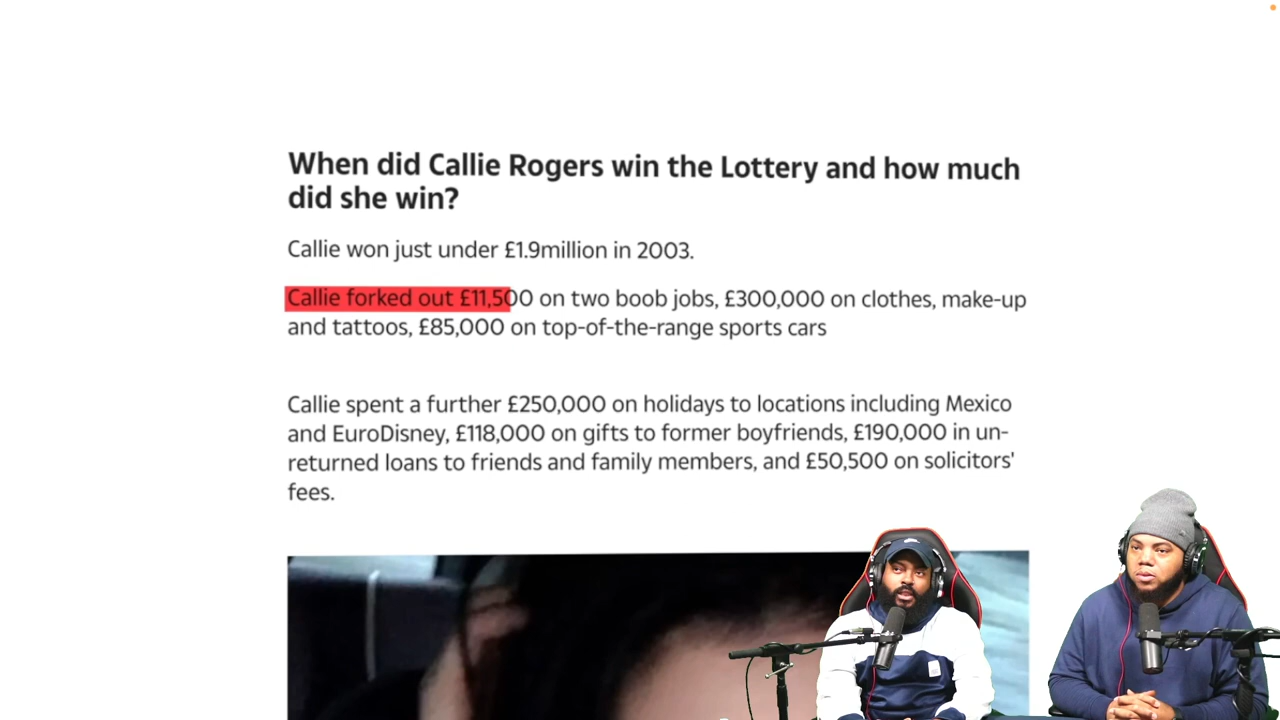 When did Callie Rogers win the Lottery and how much
did she win?
Callie won just under £1.9million in 2003.
Callie forked out £11,500 on two boob jobs, £300,000 on clothes, make-up
and tattoos, £85,000 on top-of-the-range sports cars
Callie spent a further £250,000 on holidays to locations including Mexico
and EuroDisney, £118,000 on gifts to former boyfriends, £190,000 in un-
returned loans to friends and family members, and £50,500 on solicitors'
fees.